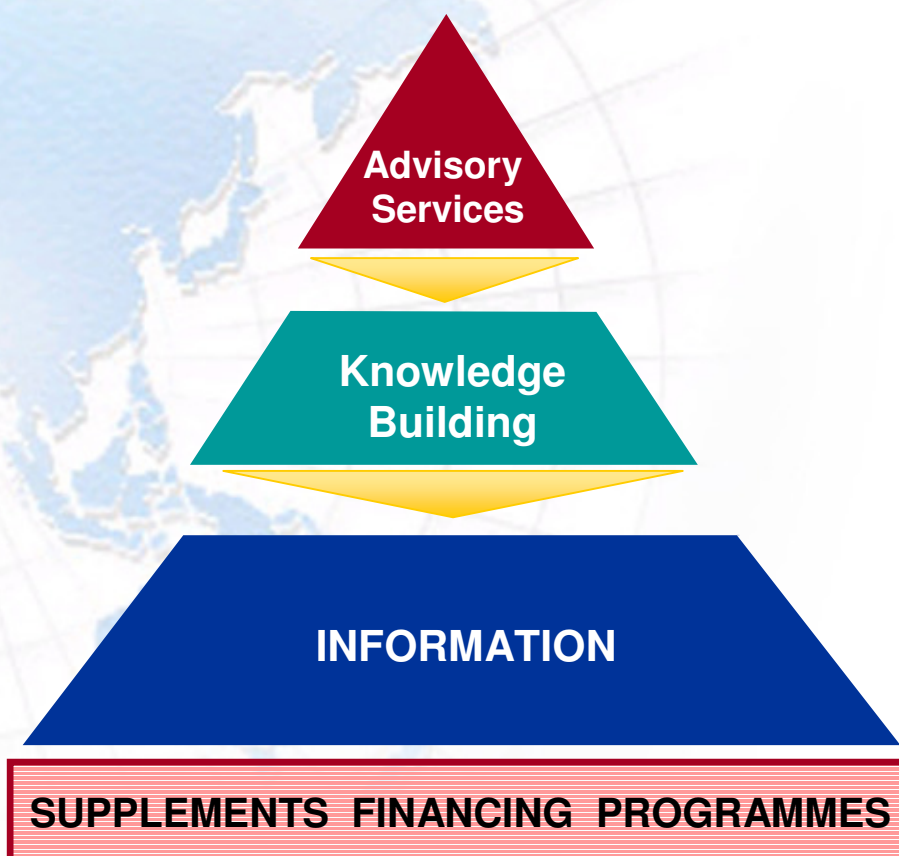 Advisory
Services
Knowledge
Building
INFORMATION
SUPPLEMENTS FINANCING PROGRAMMES